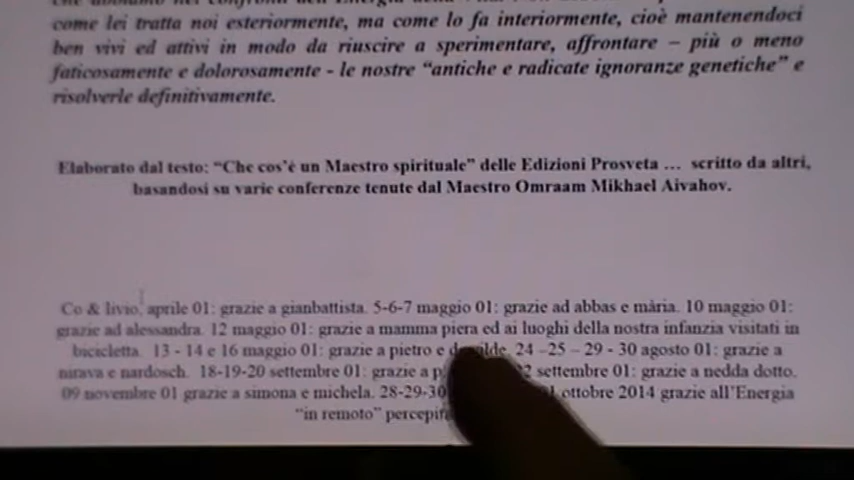 come lei tratta noi esteriormente, ma come lo fa interiormente, cioè mantenendoci
ben vivi ed attivi in modo da riuscire a sperimentare, affrontare – più o meno
faticosamente e dolorosamente - le nostre “antiche e radicate ignoranze genetiche” e
risolverle definitivamente.
Elaborato dal testo: “Che cos’è un Maestro spirituale” delle Edizioni Prosveta … scritto da altri,
basandosi su varie conferenze tenute dal Maestro Omraam Mikhael Aivahov.
Co & livio, aprile 01: grazie a gianbattista. 5-6-7 maggio 01: grazie ad abbas e mària. 10 maggio 01:
grazie ad alessandra. 12 maggio 01: grazie a mamma piera ed ai luoghi della nostra infanzia visitati in
bicicletta. 13 - 14 e 16 maggio 01: grazie a pietro e 24 –25 – 29 - 30 agosto 01: grazie a
nirava e nardosch. 18-19-20 settembre 01: grazie a settembre 01: grazie a nedda dotto.
09 novembre 01 grazie a simona e michela. 28-29-30 ottobre 2014 grazie all’Energia
“in remoto”